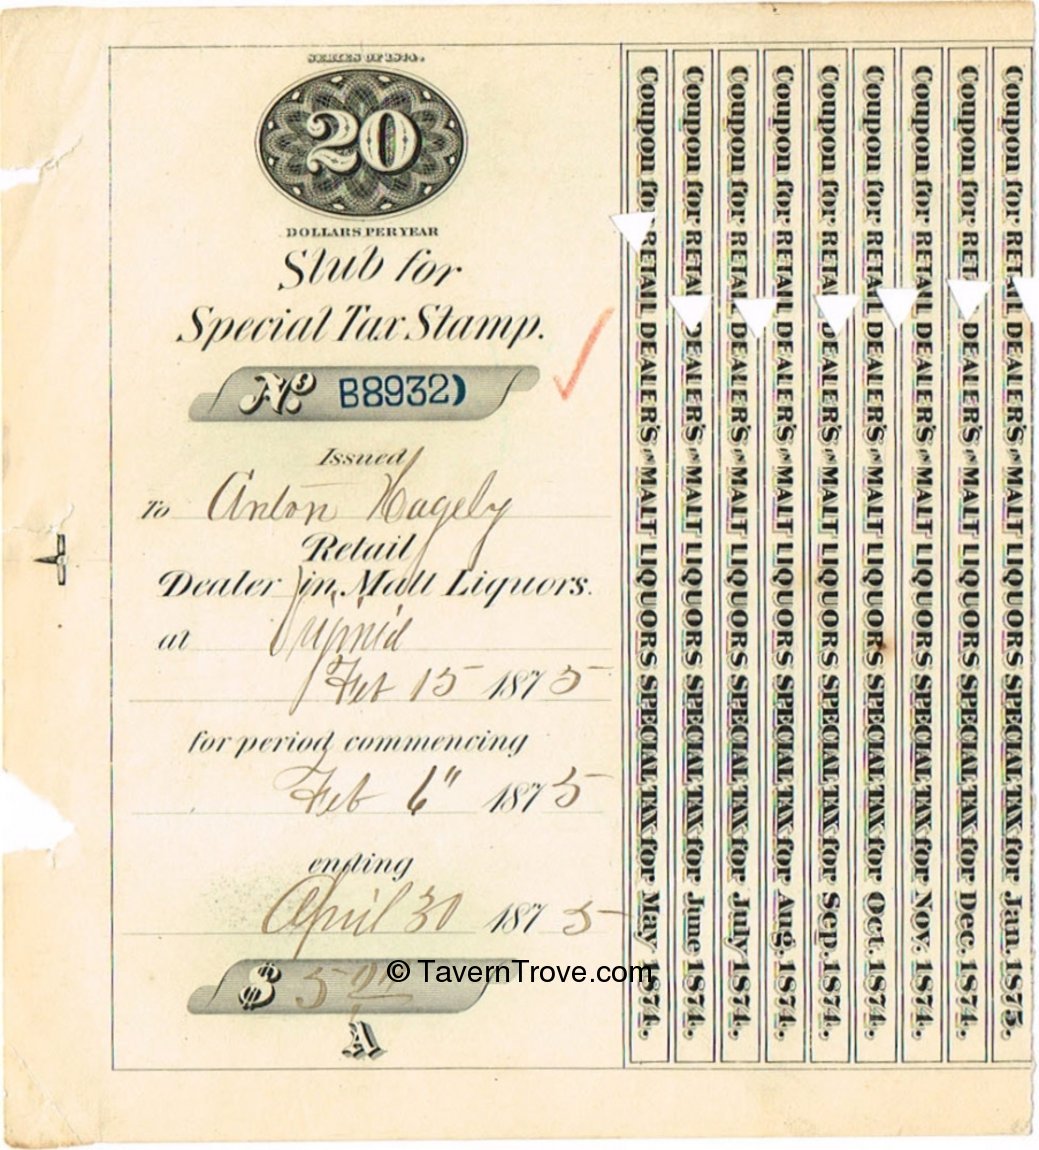 SERIES OF 1874.
20
DOLLARS PER YEAR
Stub for
Special Tax Stamp.
No. B8932)
Issued
To Anton Hagely
Retail
Dealer in Malt Liquors.
at
Feb 15 1875
for period commencing
Feb 6" 1875
ending
April 30 1875
$ 5 00
© TavernTrove.com
A
Coupon for RETAIL DEALER'S IN MALT LIQUORS SPECIAL TAX for May 1874.
Coupon for RETAIL DEALER'S IN MALT LIQUORS SPECIAL TAX for June 1874.
Coupon for RETAIL DEALER'S IN MALT LIQUORS SPECIAL TAX for July 1874.
Coupon for RETAIL DEALER'S IN MALT LIQUORS SPECIAL TAX for Aug. 1874.
Coupon for RETAIL DEALER'S IN MALT LIQUORS SPECIAL TAX for Sep. 1874.
Coupon for RETAIL DEALER'S IN MALT LIQUORS SPECIAL TAX for Oct. 1874.
Coupon for RETAIL DEALER'S IN MALT LIQUORS SPECIAL TAX for Nov. 1874.
Coupon for RETAIL DEALER'S IN MALT LIQUORS SPECIAL TAX for Dec. 1874.
Coupon for RETAIL DEALER'S IN MALT LIQUORS SPECIAL TAX for Jan. 1875.